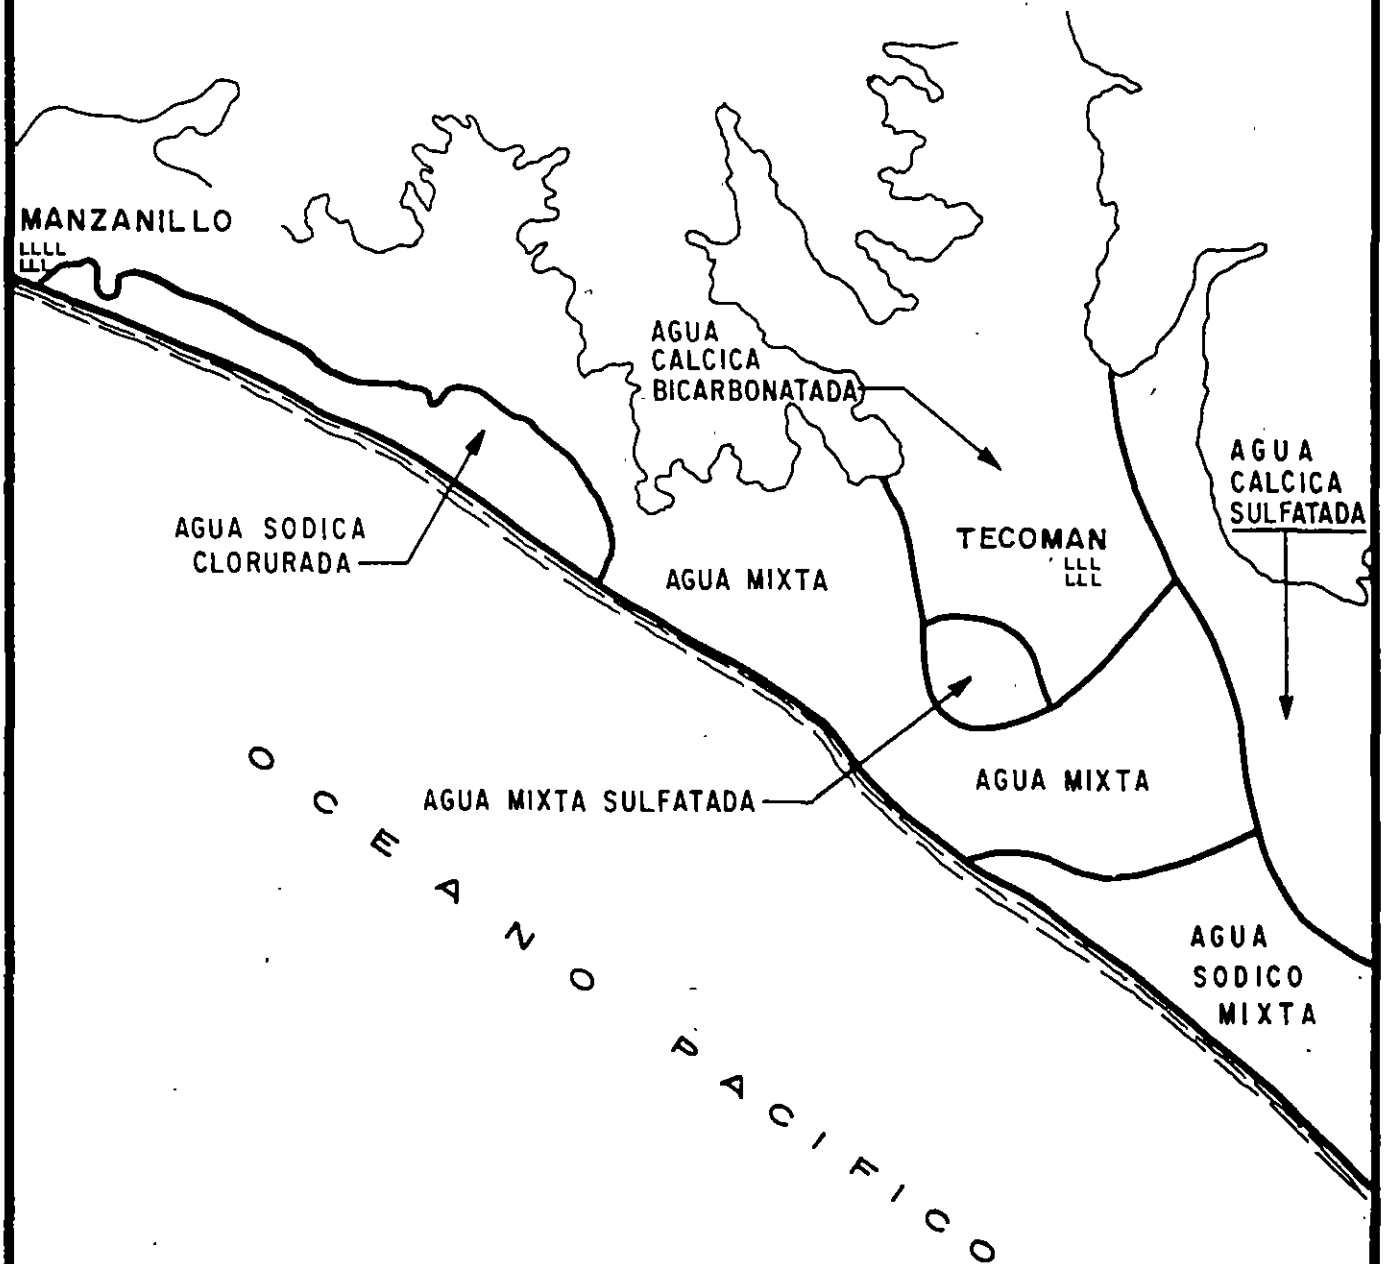 MANZANILLO
AGUA
CALCICA
BICARBONATADA
AGUA
CALCICA
SULFATADA
AGUA SODICA
CLORURADA
TECOMAN
AGUA MIXTA
AGUA MIXTA SULFATADA
AGUA MIXTA
AGUA
SODICO
MIXTA
OCEANO PACIFICO